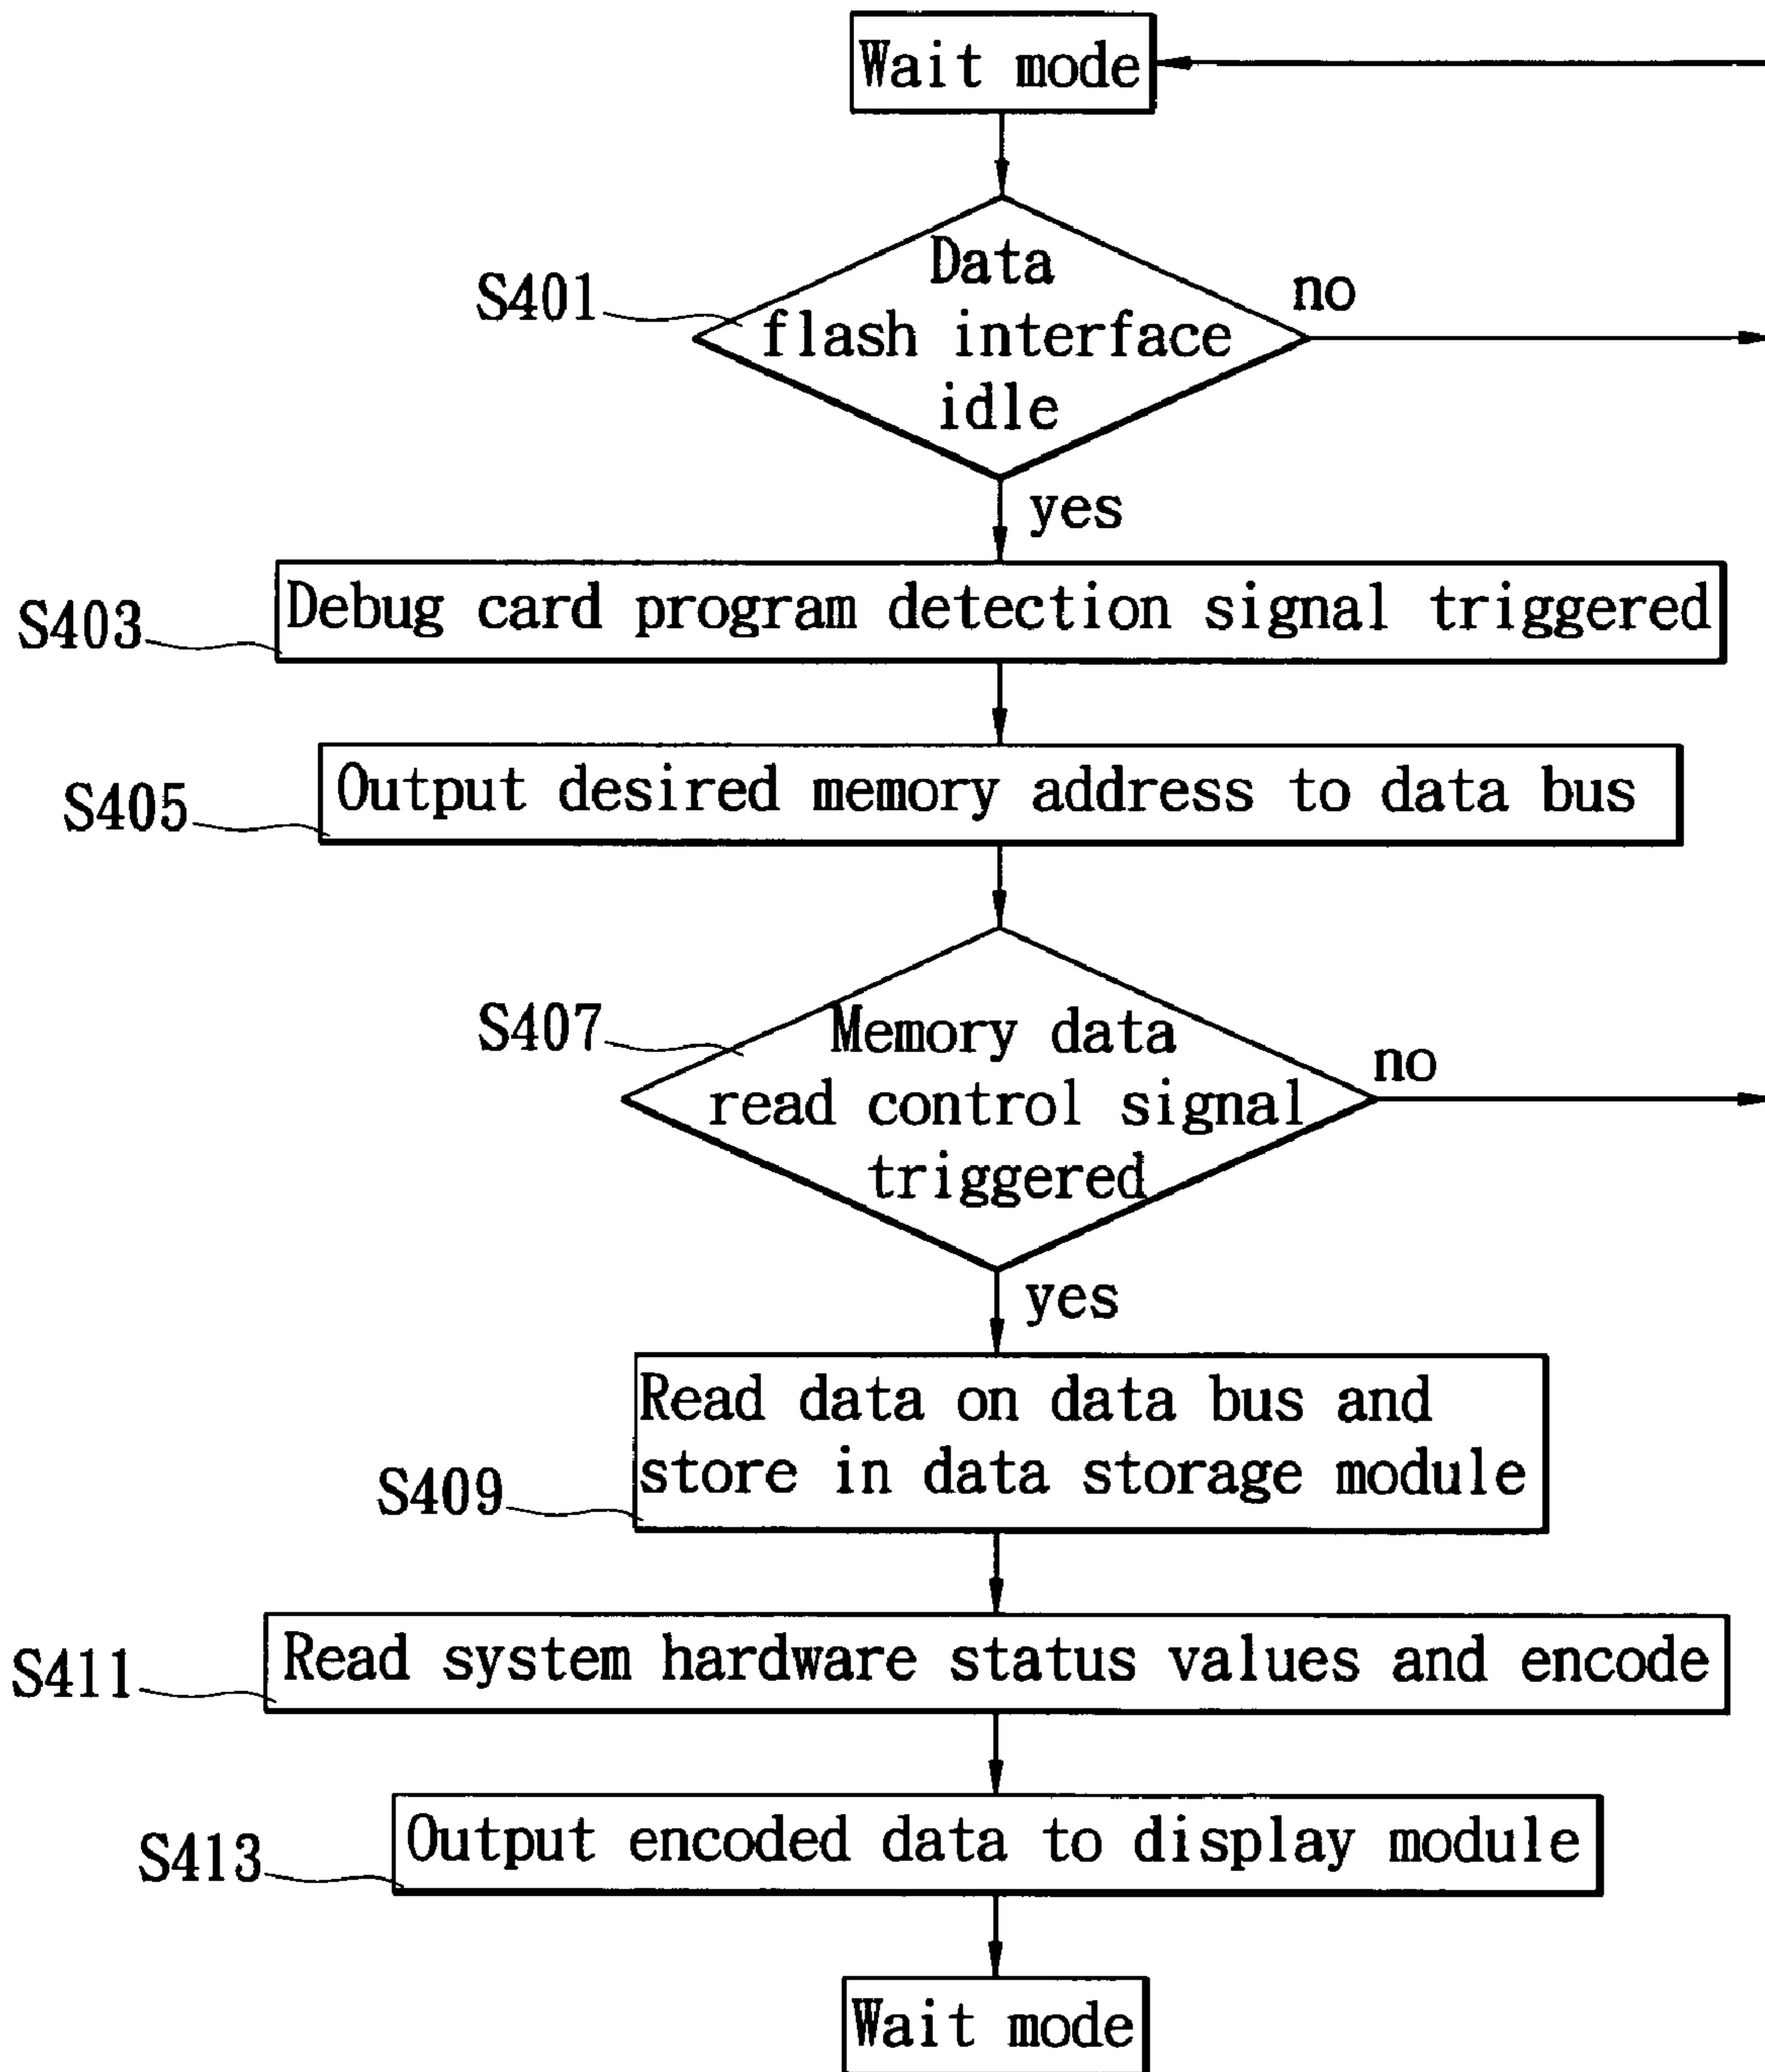 Wait mode
Data
flash interface
idle
S401
no
yes
Debug card program detection signal triggered
S403
Output desired memory address to data bus
S405
Memory data
read control signal
triggered
S407
no
yes
Read data on data bus and
store in data storage module
S409
Read system hardware status values and encode
S411
Output encoded data to display module
S413
Wait mode